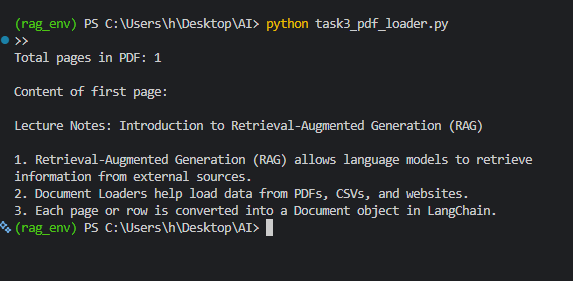 (rag_env) PS C:\Users\h\Desktop\AI> python task3_pdf_loader.py
>>
Total pages in PDF: 1
Content of first page:
Lecture Notes: Introduction to Retrieval-Augmented Generation (RAG)
1. Retrieval-Augmented Generation (RAG) allows language models to retrieve
information from external sources.
2. Document Loaders help load data from PDFs, CSVs, and websites.
3. Each page or row is converted into a Document object in LangChain.
(rag_env) PS C:\Users\h\Desktop\AI>